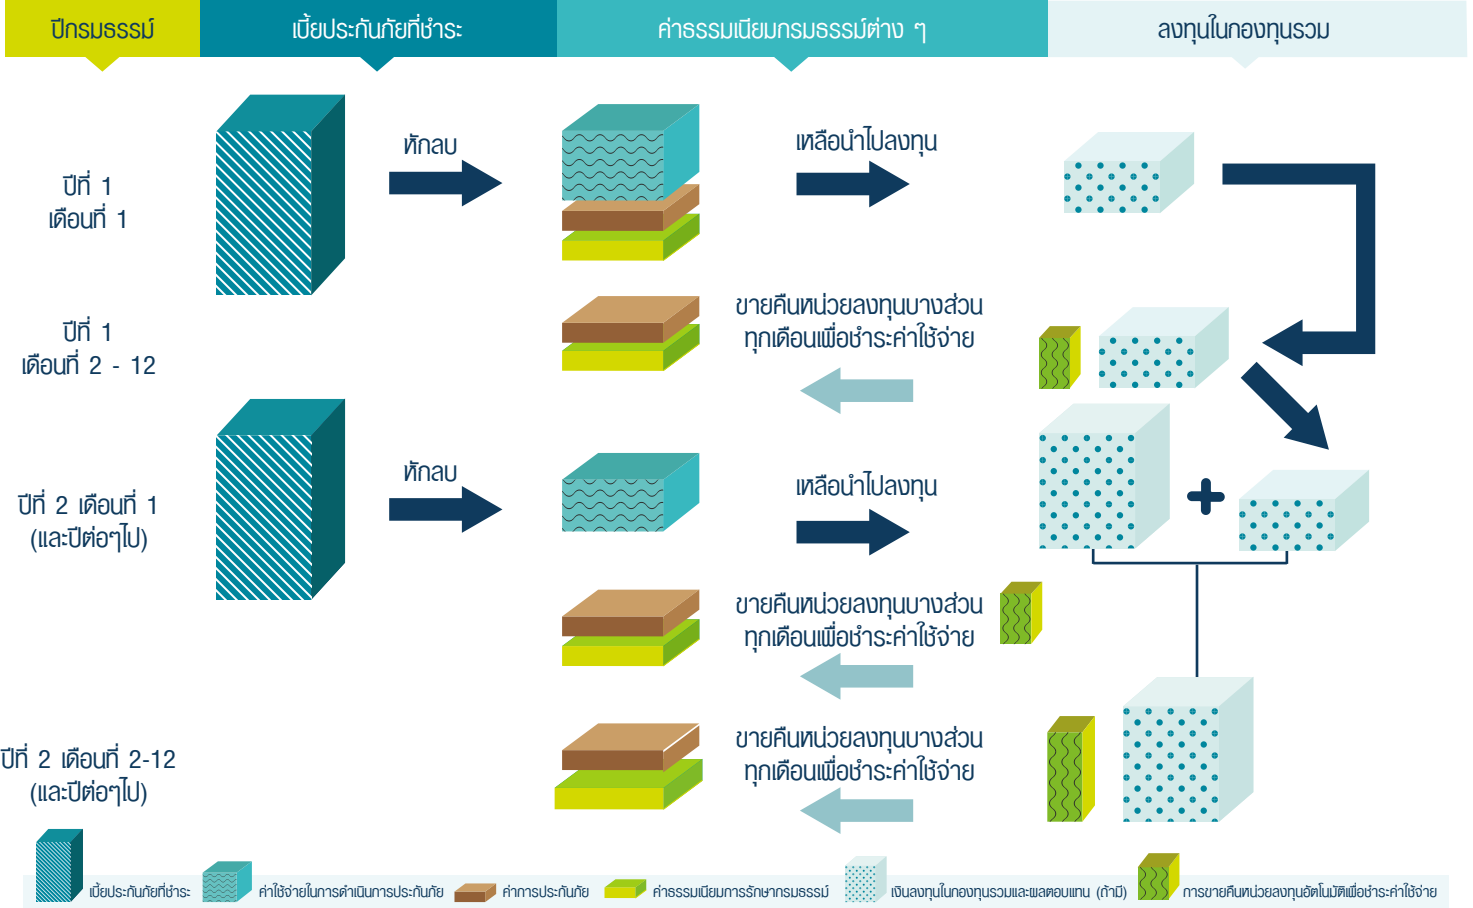 ปีกรมธรรม์
เบี้ยประกันภัยที่ชำระ
ค่าธรรมเนียมกรมธรรม์ต่าง ๆ
ลงทุนในกองทุนรวม
ปีที่ 1
เดือนที่ 1
หักลบ
เหลือนำไปลงทุน
ปีที่ 1
เดือนที่ 2 - 12
ขายคืนหน่วยลงทุนบางส่วน
ทุกเดือนเพื่อชำระค่าใช้จ่าย
ปีที่ 2 เดือนที่ 1
(และปีต่อๆไป)
หักลบ
เหลือนำไปลงทุน
+
ขายคืนหน่วยลงทุนบางส่วน
ทุกเดือนเพื่อชำระค่าใช้จ่าย
ปีที่ 2 เดือนที่ 2-12
(และปีต่อๆไป)
ขายคืนหน่วยลงทุนบางส่วน
ทุกเดือนเพื่อชำระค่าใช้จ่าย
เบี้ยประกันภัยที่ชำระ
ค่าใช้จ่ายในการดำเนินการประกันภัย
ค่าการประกันภัย
ค่าธรรมเนียมการรักษากรมธรรม์
เงินลงทุนในกองทุนรวมและผลตอบแทน (ถ้ามี)
การขายคืนหน่วยลงทุนอัตโนมัติเพื่อชำระค่าใช้จ่าย